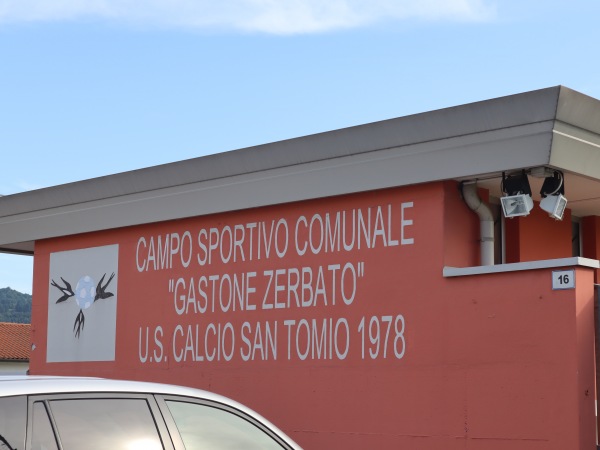 CAMPO SPORTIVO COMUNALE
"GASTONE ZERBATO"
U.S. CALCIO SAN TOMIO 1978
16